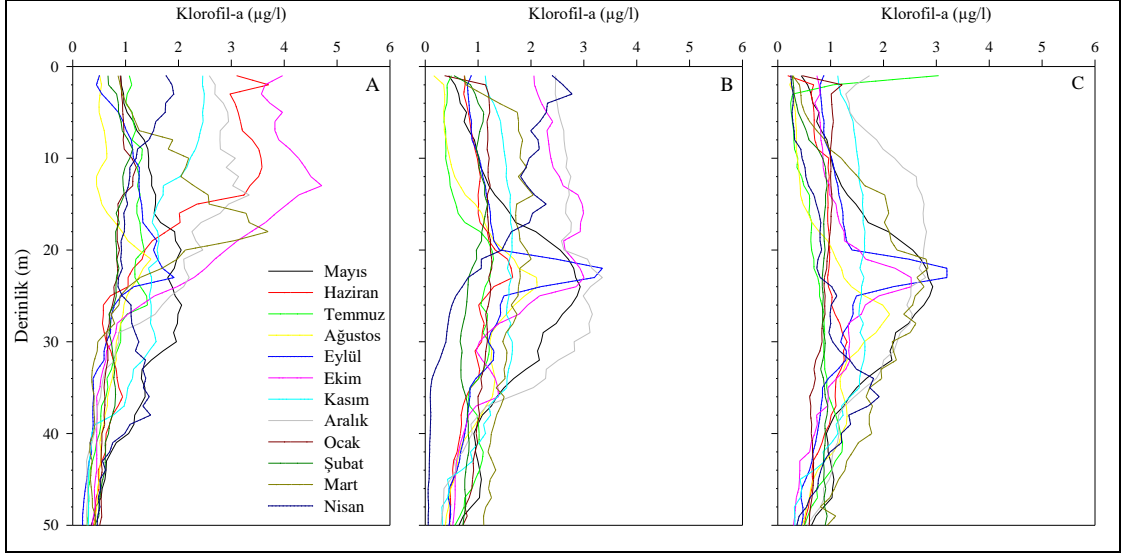 Klorofil-a (µg/l) Klorofil-a (µg/l) Klorofil-a (µg/l)
0 1 2 3 4 5 6 0 1 2 3 4 5 6 0 1 2 3 4 5 6
0
A B C
10
20
30
40
50
Derinlik (m)
Mayıs
Haziran
Temmuz
Ağustos
Eylül
Ekim
Kasım
Aralık
Ocak
Şubat
Mart
Nisan